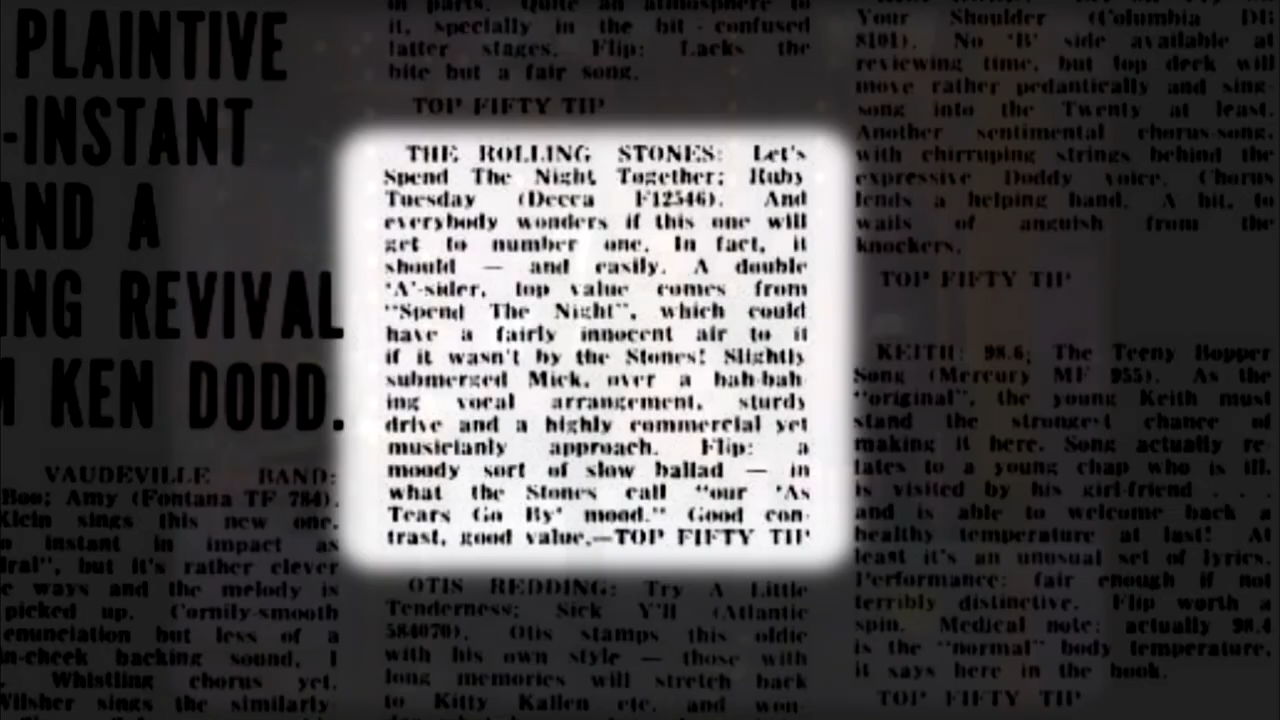 PLAINTIVE
-INSTANT
AND A
ING REVIVAL
KEN DODD.
VAUDEVILLE BAND:
Boo; Amy (Fontana TF 784).
Klein sings this new one.
instant in impact as
but it's rather clever
ways and the melody is
picked up. Cornily-smooth
enunciation but less of a
-cheek backing sound, I
Whistling chorus yet.
sings the similarly-
in parts. Quite an atmosphere to
it, specially in the bit - confused
latter stages. Flip: Lacks the
bite but a fair song.
TOP FIFTY TIP
THE ROLLING STONES: Let's
Spend The Night Together; Ruby
Tuesday (Decca F12546). And
everybody wonders if this one will
get to number one. In fact, it
should — and easily. A double
'A'-sider, top value comes from
"Spend The Night", which could
have a fairly innocent air to it
if it wasn't by the Stones! Slightly
submerged Mick, over a bah-bah-
ing vocal arrangement, sturdy
drive and a highly commercial yet
musicianly approach. Flip: a
moody sort of slow ballad — in
what the Stones call "our 'As
Tears Go By' mood." Good con-
trast, good value.—TOP FIFTY TIP
OTIS REDDING: Try A Little
Tenderness; Sick Y'll (Atlantic
584070). Otis stamps this oldie
with his own style — those with
long memories will stretch back
to Kitty Kallen etc. and won-
Your Shoulder (Columbia DB
8101). No 'B' side available at
reviewing time, but top deck will
move rather pedantically and sing-
song into the Twenty at least.
Another sentimental chorus-song,
with chirruping strings behind the
expressive Doddy voice. Chorus
lends a helping hand. A hit, to
wails of anguish from the
knockers.
TOP FIFTY TIP
KEITH: 98.6; The Teeny Bopper
Song (Mercury MF 955). As the
"original", the young Keith must
stand the strongest chance of
making it here. Song actually re-
lates to a young chap who is ill,
is visited by his girl-friend . . .
and is able to welcome back a
healthy temperature at last! At
least it's an unusual set of lyrics.
Performance: fair enough if not
terribly distinctive. Flip worth a
spin. Medical note: actually 98.4
is the "normal" body temperature,
it says here in the book.
TOP FIFTY TIP